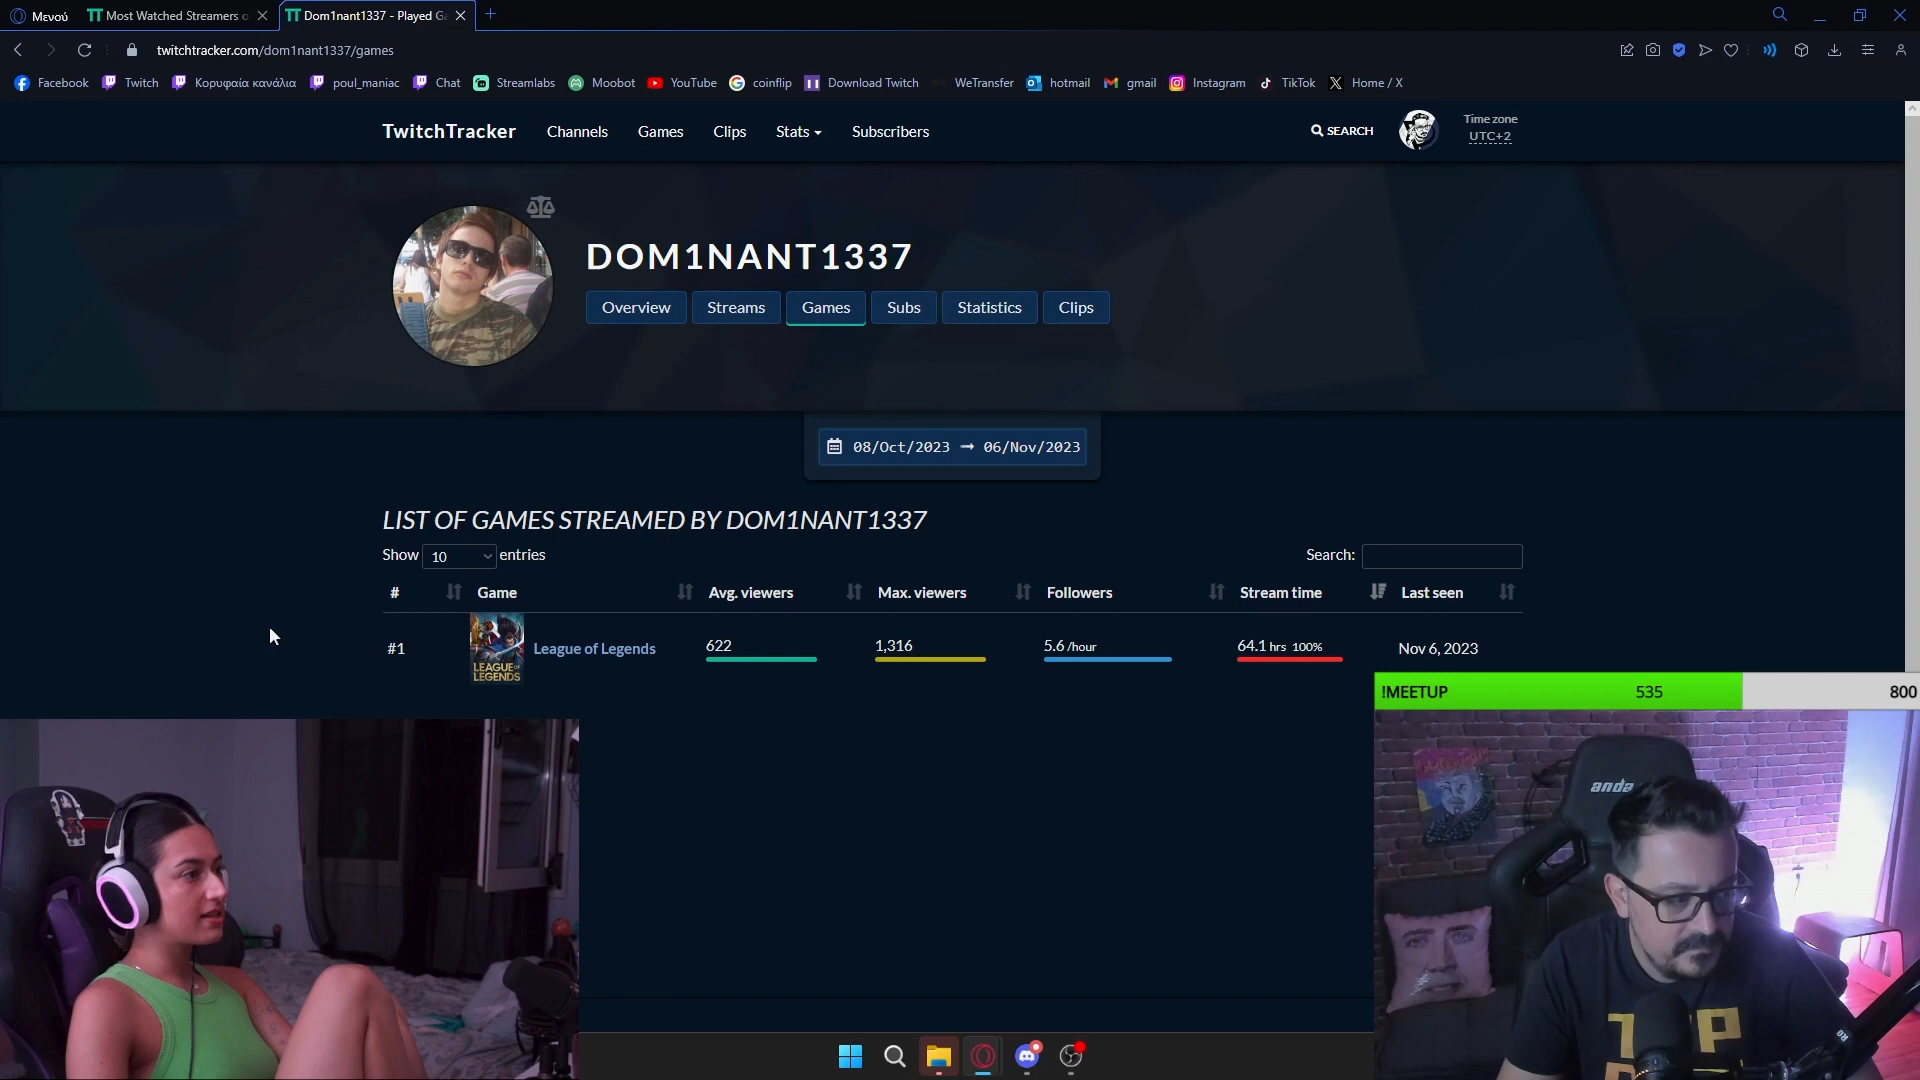 Μενού
Most Watched Streamers o
Dom1nant1337 - Played Ga
twitchtracker.com/dom1nant1337/games
Facebook Twitch Κορυφαία κανάλια poul_maniac Chat Streamlabs Moobot YouTube coinflip Download Twitch WeTransfer hotmail gmail Instagram TikTok Home / X
TwitchTracker Channels Games Clips Stats Subscribers SEARCH
Time zone
UTC+2
DOM1NANT1337
Overview Streams Games Subs Statistics Clips
08/Oct/2023 → 06/Nov/2023
LIST OF GAMES STREAMED BY DOM1NANT1337
Show 10 entries Search:
# Game Avg. viewers Max. viewers Followers Stream time Last seen
#1 League of Legends 622 1,316 5.6 /hour 64.1 hrs 100% Nov 6, 2023
LEAGUE OF
LEGENDS
!MEETUP 535 800
anda